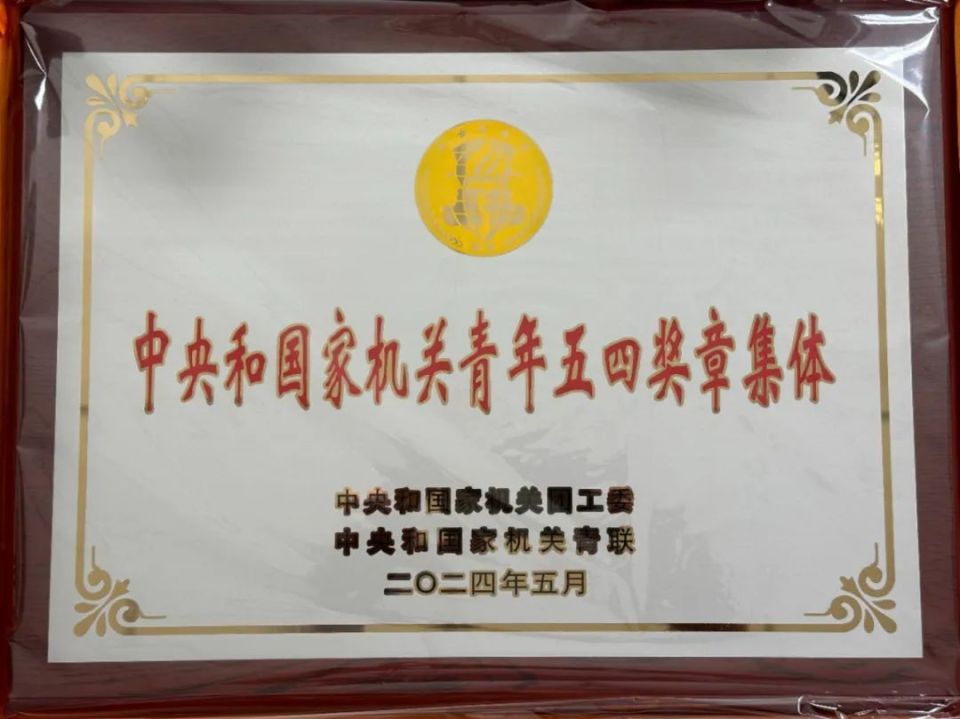 中央和国家机关青年五四奖章集体
中央和国家机关团工委
中央和国家机关青联
二〇二四年五月